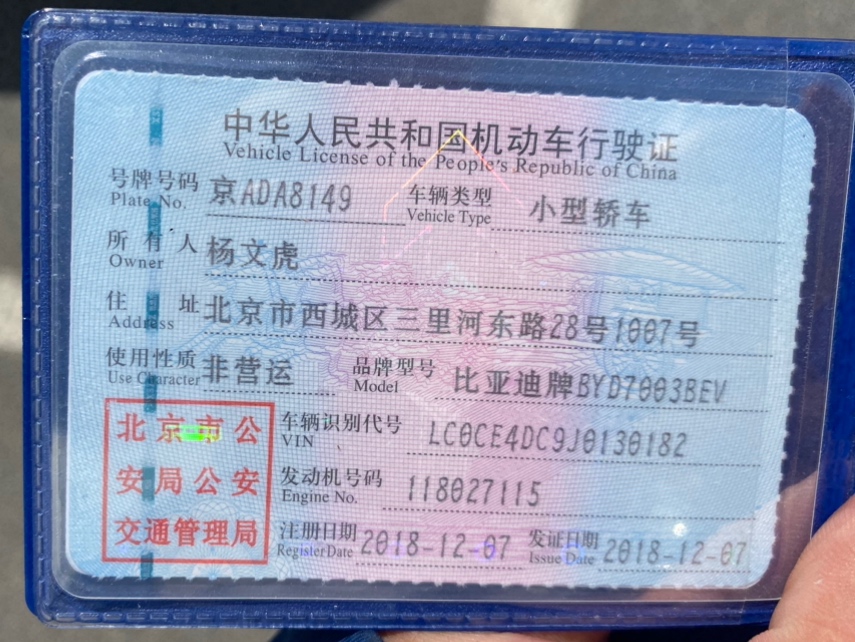 中华人民共和国机动车行驶证
Vehicle License of the People's Republic of China
号牌号码 京ADA8149 车辆类型 小型轿车
Plate No. Vehicle Type
所有人 杨文虎
Owner
住址 北京市西城区三里河东路28号1007号
Address
使用性质 非营运 品牌型号 比亚迪牌BYD7003BEV
Use Character Model
北京市公 车辆识别代号 LC0CE4DC9J0130182
VIN
安局公安 发动机号码 118027115
Engine No.
交通管理局 注册日期 2018-12-07 发证日期 2018-12-07
Register Date Issue Date